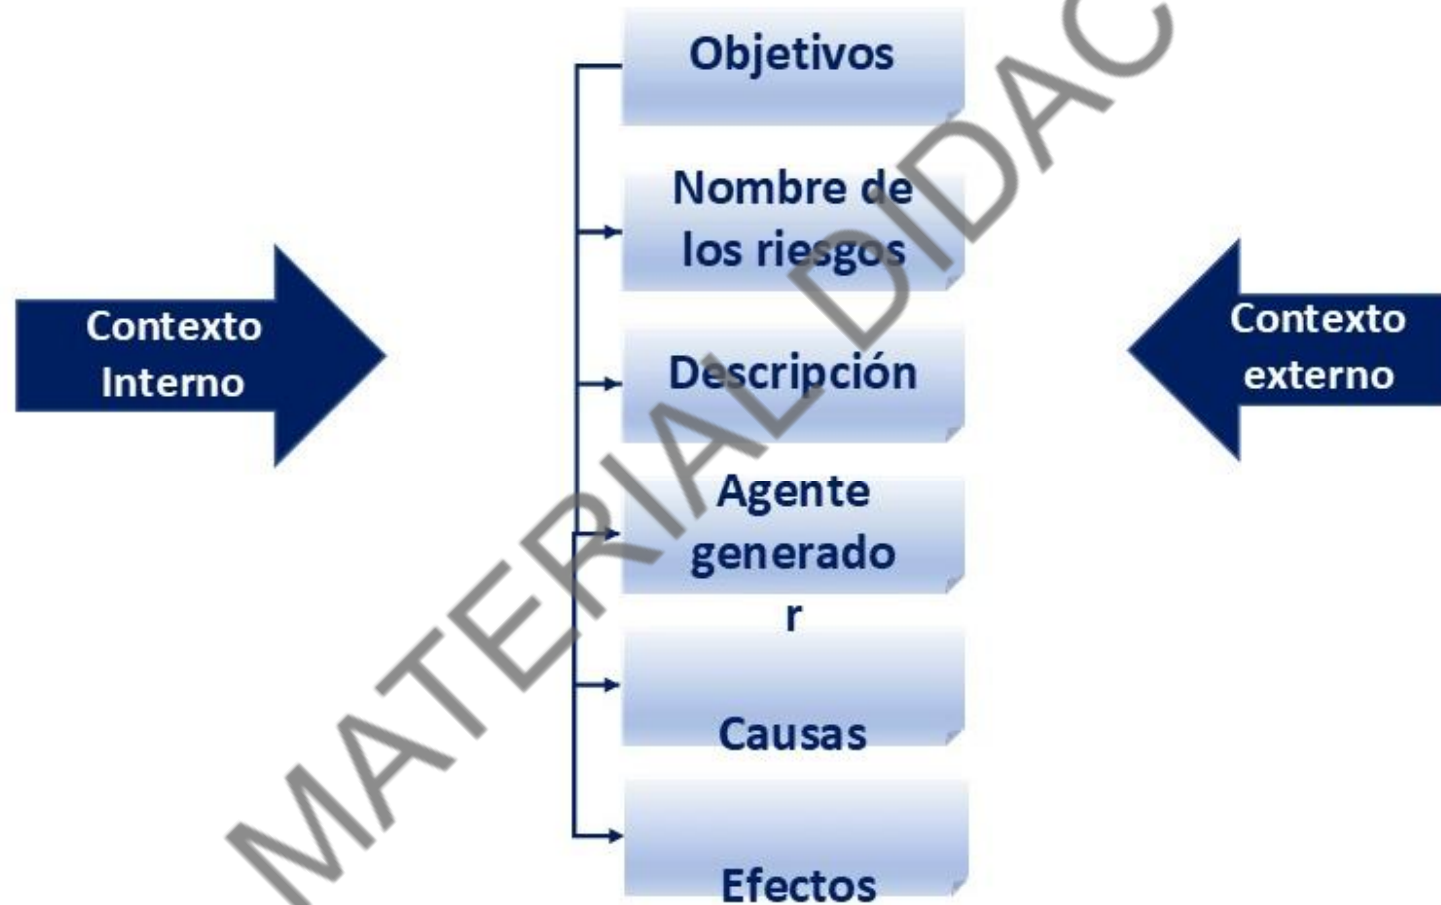 Objetivos
Nombre de
los riesgos
Contexto
Interno
Descripción
Contexto
externo
Agente
generado
r
Causas
Efectos
MATERIAL DIDAC